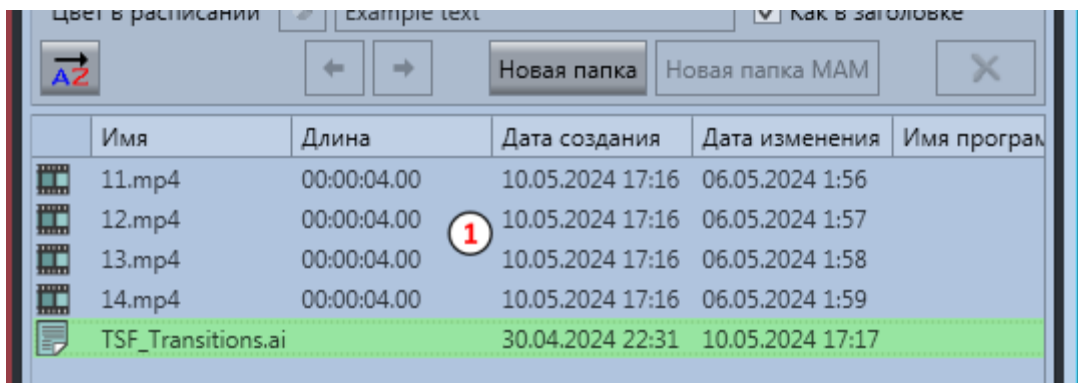 Цвет в расписании Example text Как в заголовке
AZ Новая папка Новая папка MAM
Имя Длина Дата создания Дата изменения Имя програм
11.mp4 00:00:04.00 10.05.2024 17:16 06.05.2024 1:56
12.mp4 00:00:04.00 10.05.2024 17:16 06.05.2024 1:57
1
13.mp4 00:00:04.00 10.05.2024 17:16 06.05.2024 1:58
14.mp4 00:00:04.00 10.05.2024 17:16 06.05.2024 1:59
TSF_Transitions.ai 30.04.2024 22:31 10.05.2024 17:17